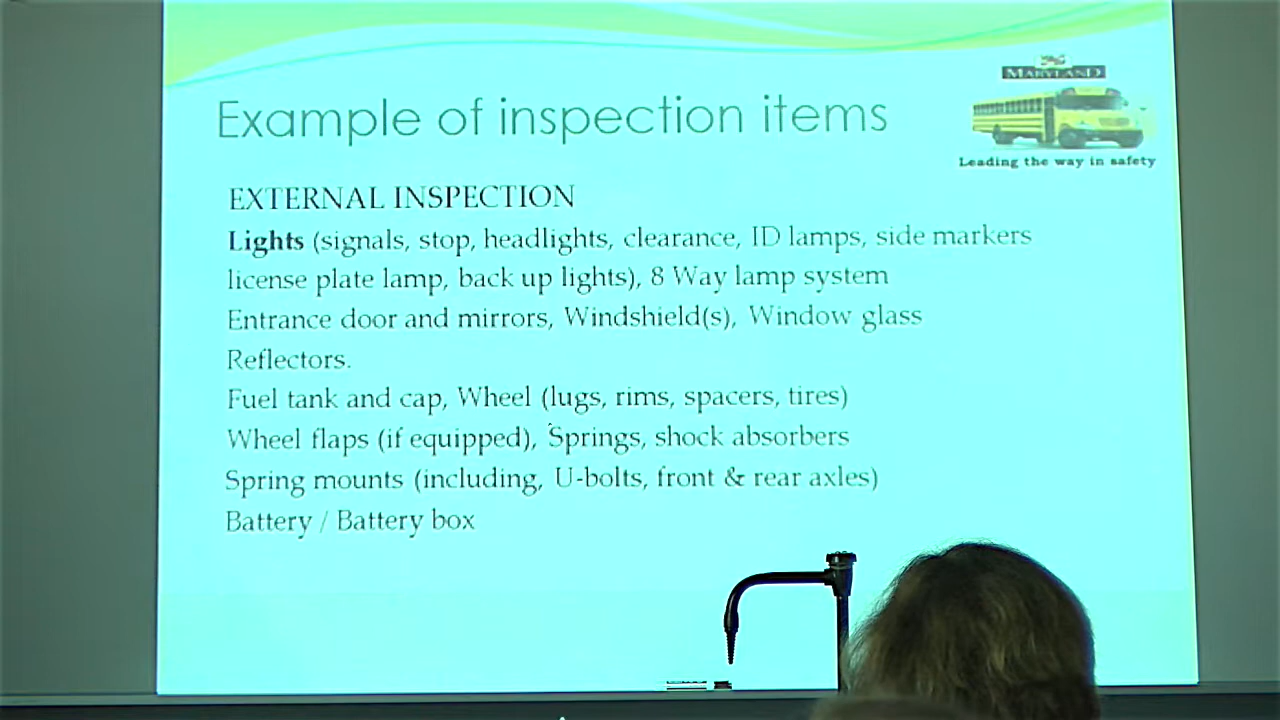 MARYLAND
Example of inspection items
Leading the way in safety
EXTERNAL INSPECTION
Lights (signals, stop, headlights, clearance, ID lamps, side markers
license plate lamp, back up lights), 8 Way lamp system
Entrance door and mirrors, Windshield(s), Window glass
Reflectors.
Fuel tank and cap, Wheel (lugs, rims, spacers, tires)
Wheel flaps (if equipped), Springs, shock absorbers
Spring mounts (including, U-bolts, front & rear axles)
Battery / Battery box